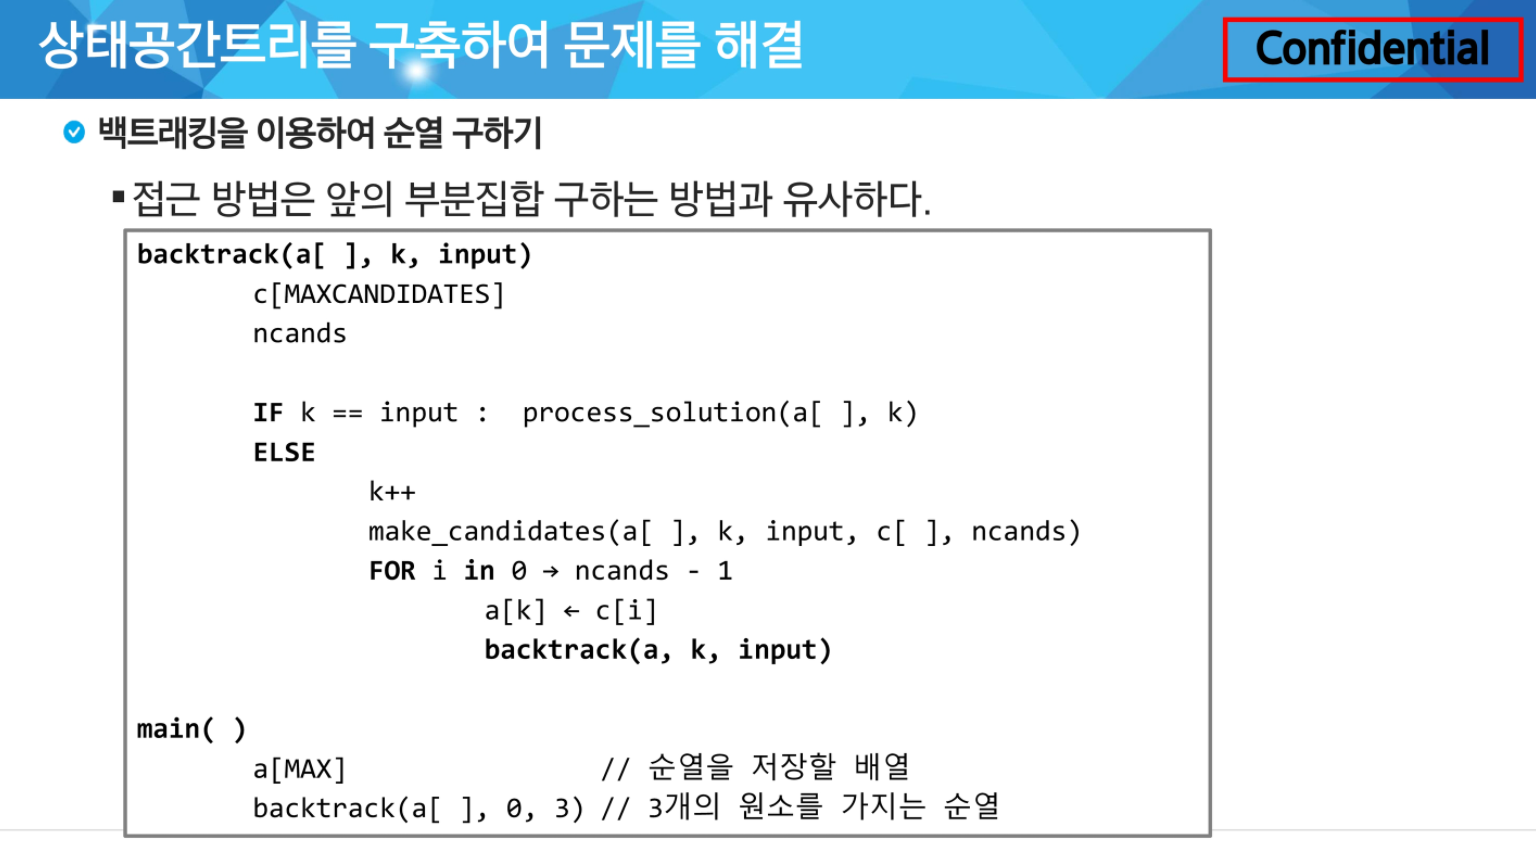 상태공간트리를 구축하여 문제를 해결
Confidential
백트래킹을 이용하여 순열 구하기
접근 방법은 앞의 부분집합 구하는 방법과 유사하다.
backtrack(a[ ], k, input)
c[MAXCANDIDATES]
ncands
IF k == input :  process_solution(a[ ], k)
ELSE
k++
make_candidates(a[ ], k, input, c[ ], ncands)
FOR i in 0 → ncands - 1
a[k] ← c[i]
backtrack(a, k, input)
main( )
a[MAX] // 순열을 저장할 배열
backtrack(a[ ], 0, 3) // 3개의 원소를 가지는 순열